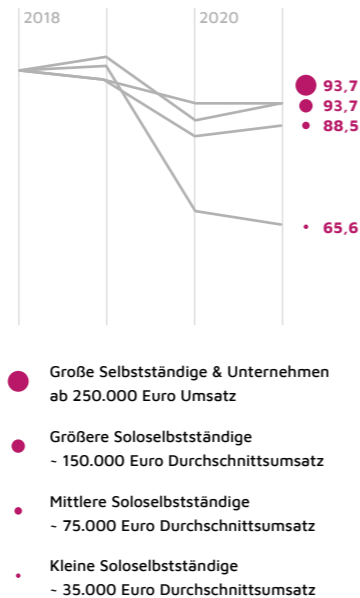 2018
2020
93,7
93,7
88,5
65,6
Große Selbstständige & Unternehmen
ab 250.000 Euro Umsatz
Größere Soloselbstständige
~ 150.000 Euro Durchschnittsumsatz
Mittlere Soloselbstständige
~ 75.000 Euro Durchschnittsumsatz
Kleine Soloselbstständige
~ 35.000 Euro Durchschnittsumsatz